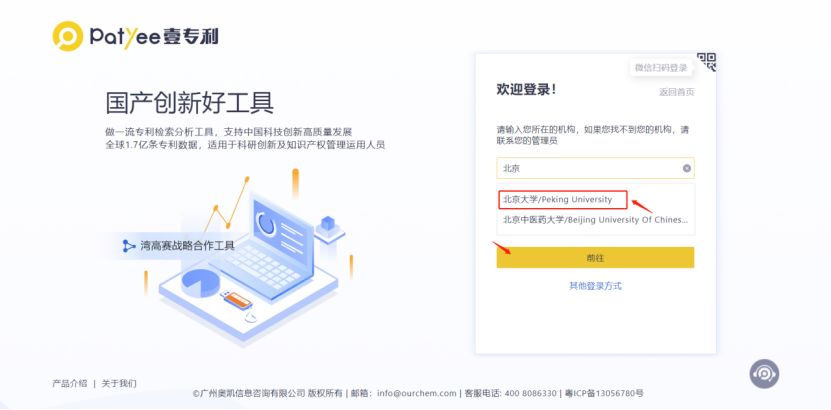 Patyee壹专利
微信扫码登录
欢迎登录！
返回首页
国产创新好工具
做一流专利检索分析工具，支持中国科技创新高质量发展
全球1.7亿条专利数据，适用于科研创新及知识产权管理运用人员
请输入您所在的机构，如果您找不到您的机构，请
联系您的管理员
北京
北京大学/Peking University
北京中医药大学/Beijing University Of Chines...
湾高赛战略合作工具
前往
其他登录方式
产品介绍 | 关于我们
©广州奥凯信息咨询有限公司 版权所有 | 邮箱：info@ourchem.com | 客服电话: 400 8086330 | 粤ICP备13056780号